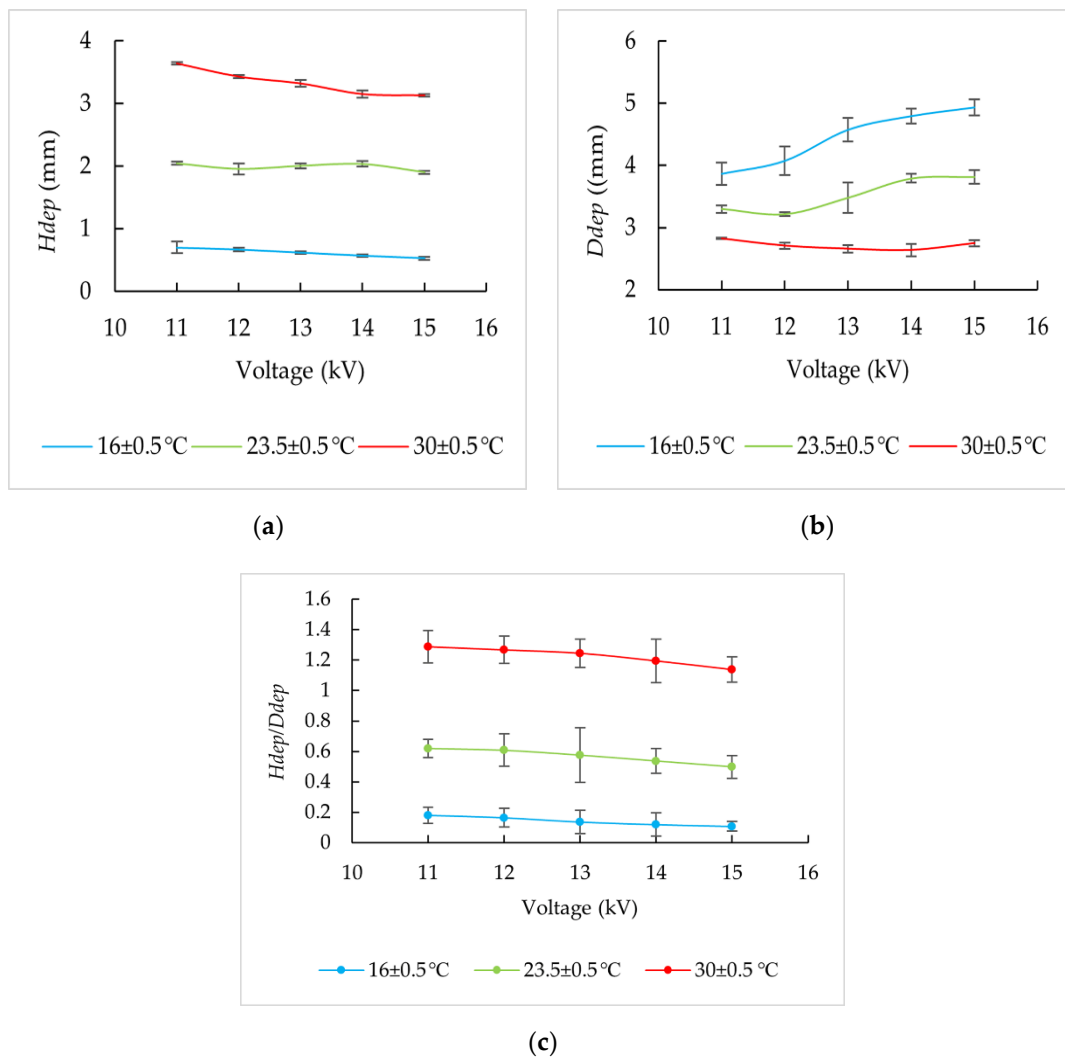 4
3
2
1
0
Hdep (mm)
10 11 12 13 14 15 16
Voltage (kV)
16±0.5°C 23.5±0.5°C 30±0.5°C
(a)
6
5
4
3
2
Ddep ((mm)
10 11 12 13 14 15 16
Voltage (kV)
16±0.5°C 23.5±0.5°C 30±0.5°C
(b)
1.6
1.4
1.2
1
0.8
0.6
0.4
0.2
0
Hdep/Ddep
10 11 12 13 14 15 16
Voltage (kV)
16±0.5°C 23.5±0.5°C 30±0.5°C
(c)